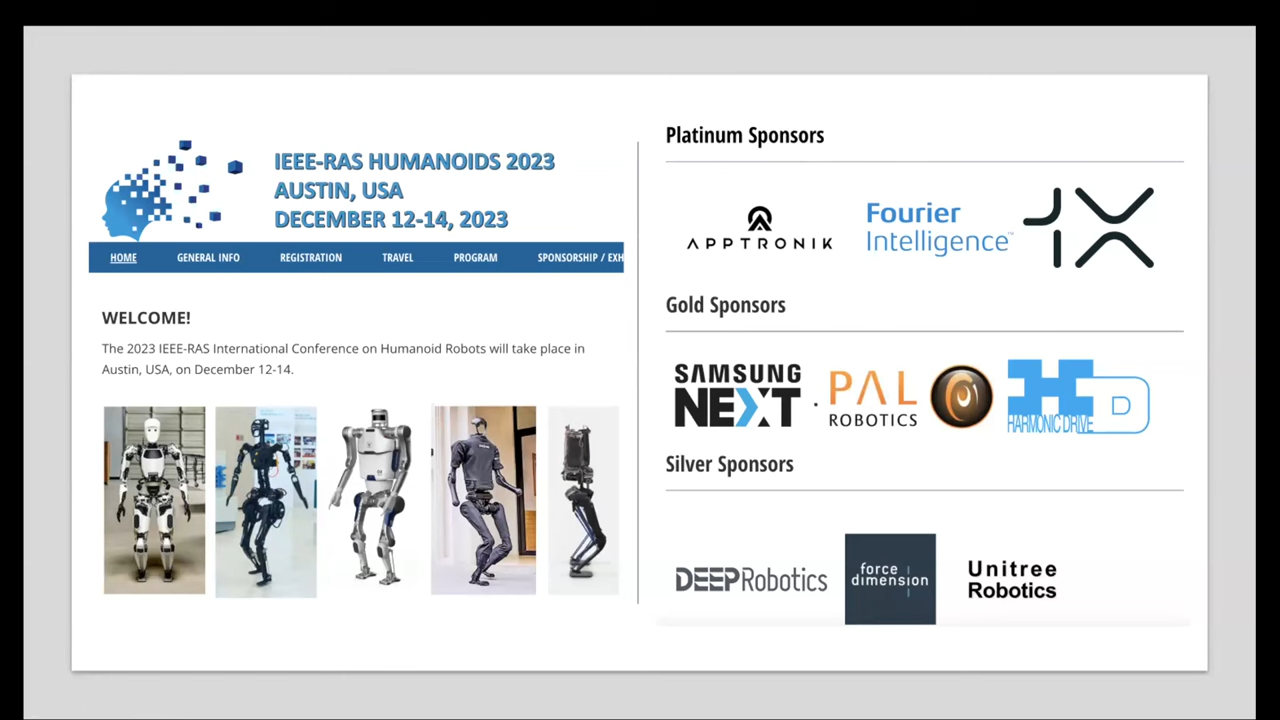 IEEE-RAS HUMANOIDS 2023
AUSTIN, USA
DECEMBER 12-14, 2023
HOME GENERAL INFO REGISTRATION TRAVEL PROGRAM SPONSORSHIP / EXH
WELCOME!
The 2023 IEEE-RAS International Conference on Humanoid Robots will take place in
Austin, USA, on December 12-14.
Platinum Sponsors
APPTRONIK
Fourier
Intelligence™
1X
Gold Sponsors
SAMSUNG
NEXT.
PAL
ROBOTICS
HD
HARMONIC DRIVE
Silver Sponsors
DEEPRobotics
force
dimension
Unitree
Robotics